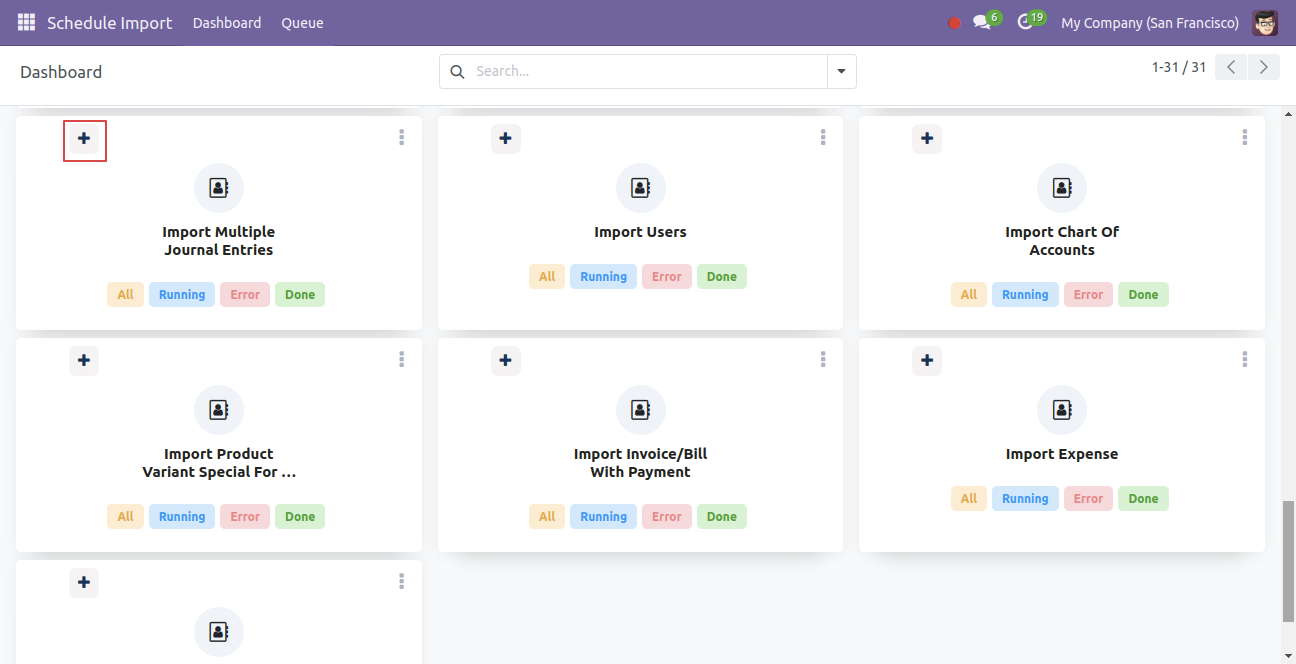 Schedule Import Dashboard Queue 6 19 My Company (San Francisco)
Dashboard Search... 1-31 / 31
Import Multiple
Journal Entries
All Running Error Done
Import Users
All Running Error Done
Import Chart Of
Accounts
All Running Error Done
Import Product
Variant Special For ...
All Running Error Done
Import Invoice/Bill
With Payment
All Running Error Done
Import Expense
All Running Error Done